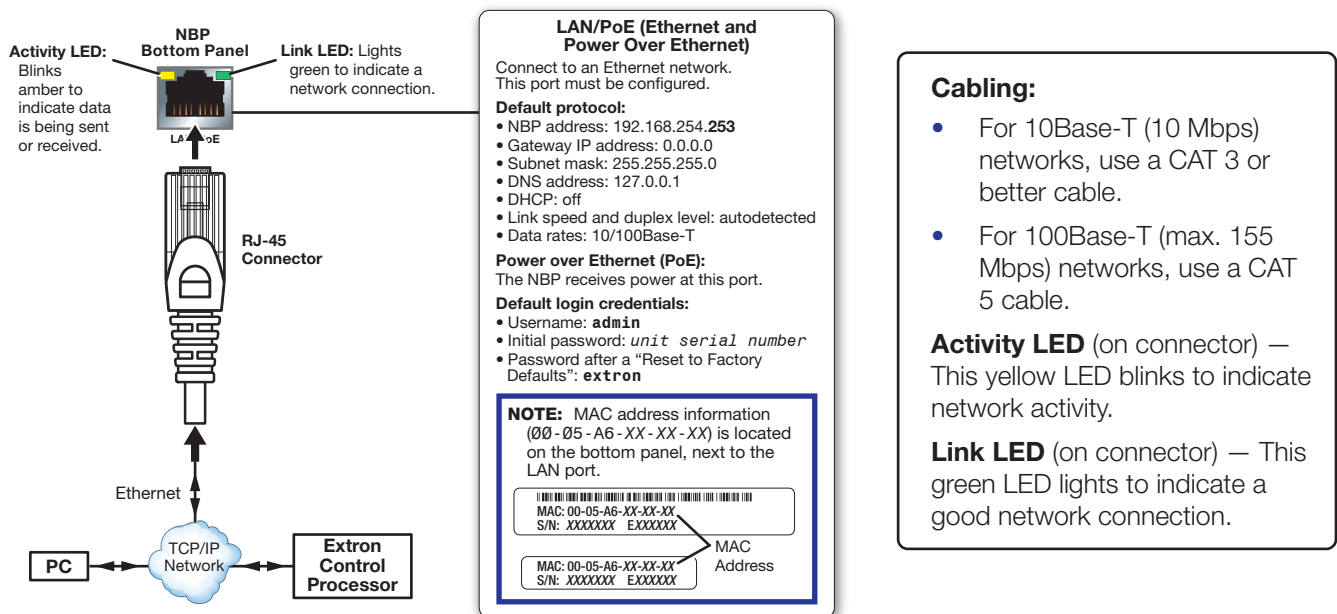 NBP
Bottom Panel
Activity LED:
Blinks
amber to
indicate data
is being sent
or received.
Link LED: Lights
green to indicate a
network connection.
RJ-45
Connector
Ethernet
TCP/IP
Network
PC
Extron
Control
Processor
LAN/PoE (Ethernet and
Power Over Ethernet)
Connect to an Ethernet network.
This port must be configured.
Default protocol:
• NBP address: 192.168.254.253
• Gateway IP address: 0.0.0.0
• Subnet mask: 255.255.255.0
• DNS address: 127.0.0.1
• DHCP: off
• Link speed and duplex level: autodetected
• Data rates: 10/100Base-T
Power over Ethernet (PoE):
The NBP receives power at this port.
Default login credentials:
• Username: admin
• Initial password: unit serial number
• Password after a “Reset to Factory
Defaults”: extron
NOTE: MAC address information
(ØØ-Ø5-A6-XX-XX-XX) is located
on the bottom panel, next to the
LAN port.
MAC: 00-05-A6-XX-XX-XX
S/N: XXXXXXX EXXXXXX
MAC
Address
MAC: 00-05-A6-XX-XX-XX
S/N: XXXXXXX EXXXXXX
Cabling:
• For 10Base-T (10 Mbps)
networks, use a CAT 3 or
better cable.
• For 100Base-T (max. 155
Mbps) networks, use a CAT
5 cable.
Activity LED (on connector) —
This yellow LED blinks to indicate
network activity.
Link LED (on connector) — This
green LED lights to indicate a
good network connection.